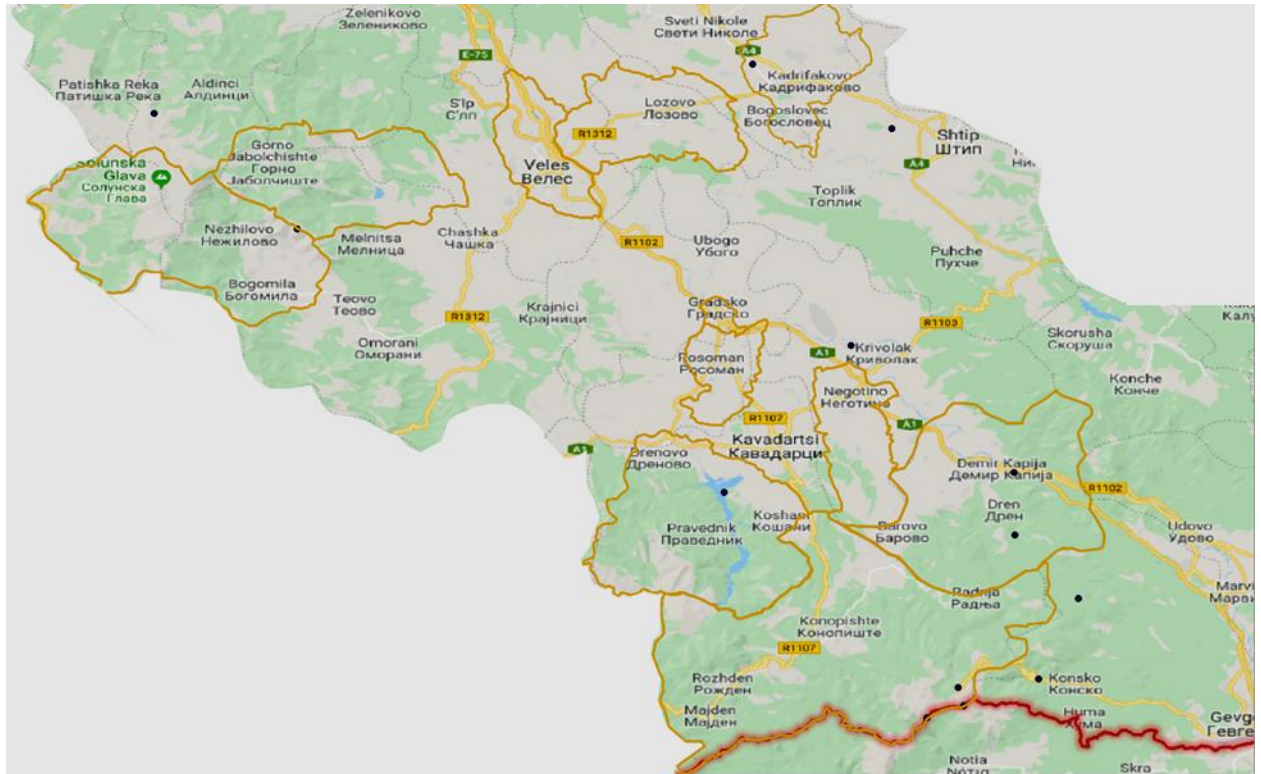 Zelenikovo
Зелениково
Sveti Nikole
Свети Николе
E-75
A4
Patishka Reka
Патишка Река
Aldinci
Алдинци
S'lp
С'лп
Lozovo
Лозово
Kadrifakovo
Кадрифаково
Bogoslovec
Богословец
R1312
Shtip
Штип
A4
Gorno
Jabolchishte
Горно
Јаболчиште
Solunska
Glava
Солунска
Глава
Veles
Велес
Toplik
Топлик
Nezhilovo
Нежилово
Melnitsa
Мелница
Chashka
Чашка
R1102
Ubogo
Убого
Puhche
Пухче
Bogomila
Богомила
Teovo
Теово
Krajnici
Крајници
Gradsko
Градско
R1312
R1103
Omorani
Оморани
Skorusha
Скоруша
Rosoman
Росоман
A1
Krivolak
Криволак
Konche
Конче
Negotino
Неготино
R1107
A1
Kavadartsi
Кавадарци
Drenovo
Дреново
Demir Kapija
Демир Капија
R1102
Dren
Дрен
Koshani
Кошани
Pravednik
Праведник
Barovo
Барово
Udovo
Удово
Radnja
Радња
Konopishte
Конопиште
R1107
Rozhden
Рожден
Konsko
Конско
Majden
Мајден
Huma
Хума
Notia
Νότια
Skra